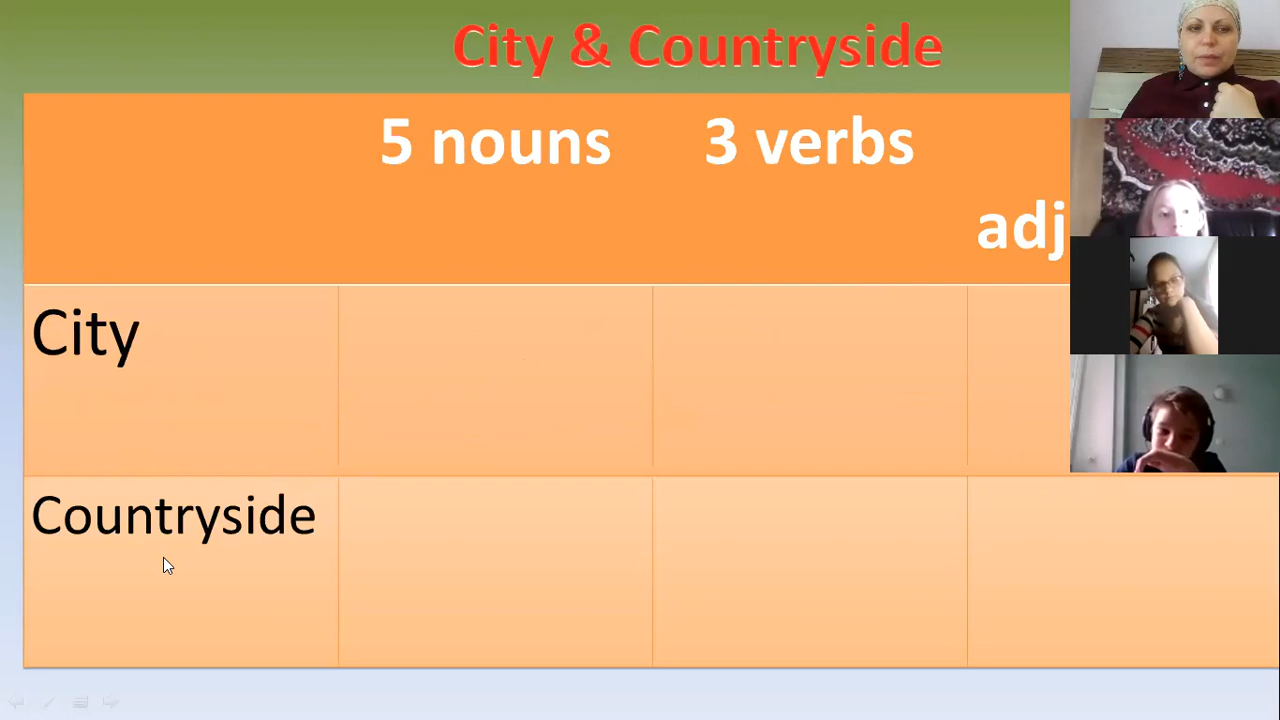 City & Countryside
5 nouns
3 verbs
adj
City
Countryside